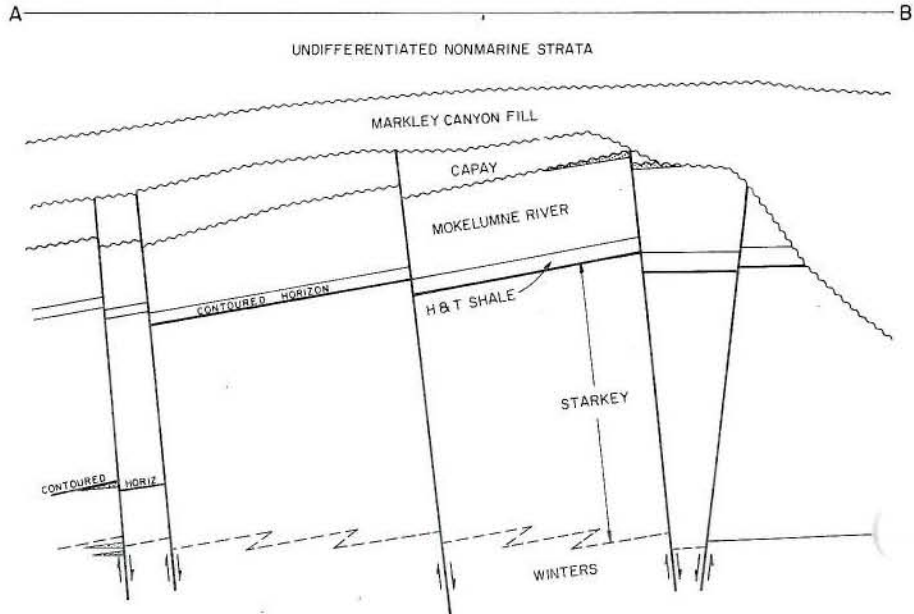 A
B
UNDIFFERENTIATED NONMARINE STRATA
MARKLEY CANYON FILL
CAPAY
MOKELUMNE RIVER
CONTOURED HORIZON
H & T SHALE
STARKEY
CONTOURED HORIZ
WINTERS